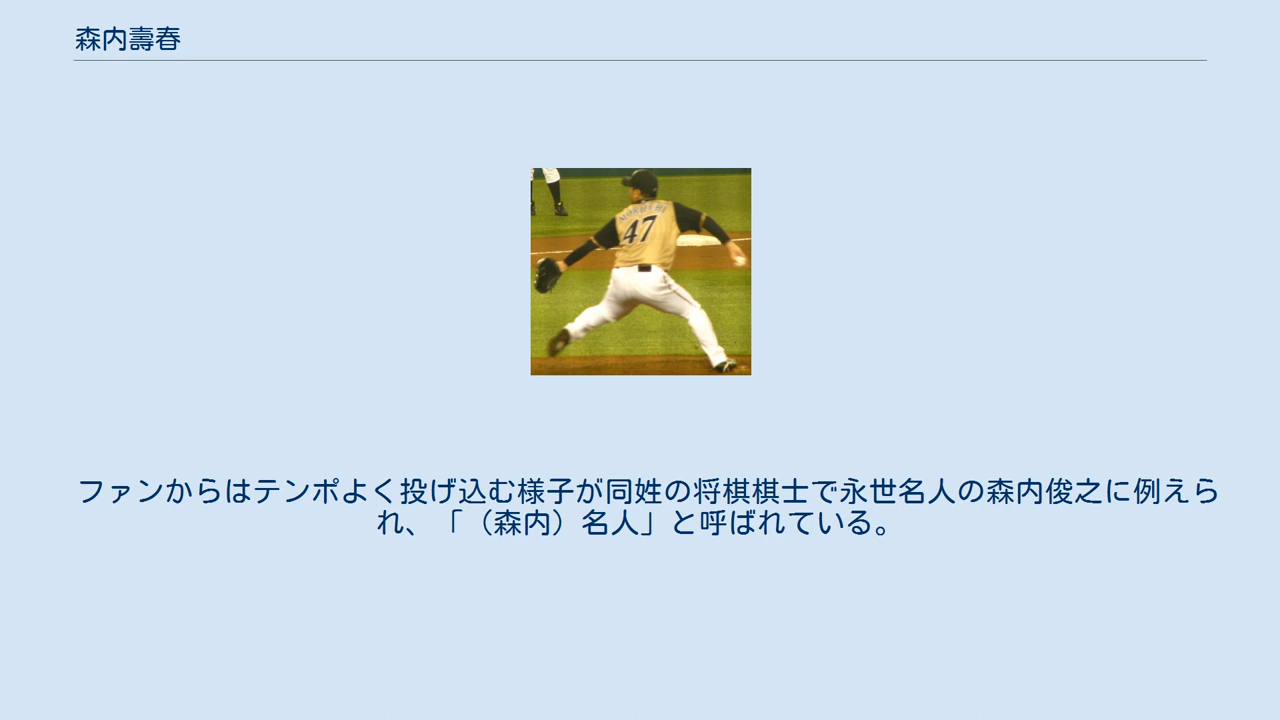 森内壽春
47
ファンからはテンポよく投げ込む様子が同姓の将棋棋士で永世名人の森内俊之に例えら
れ、「（森内）名人」と呼ばれている。